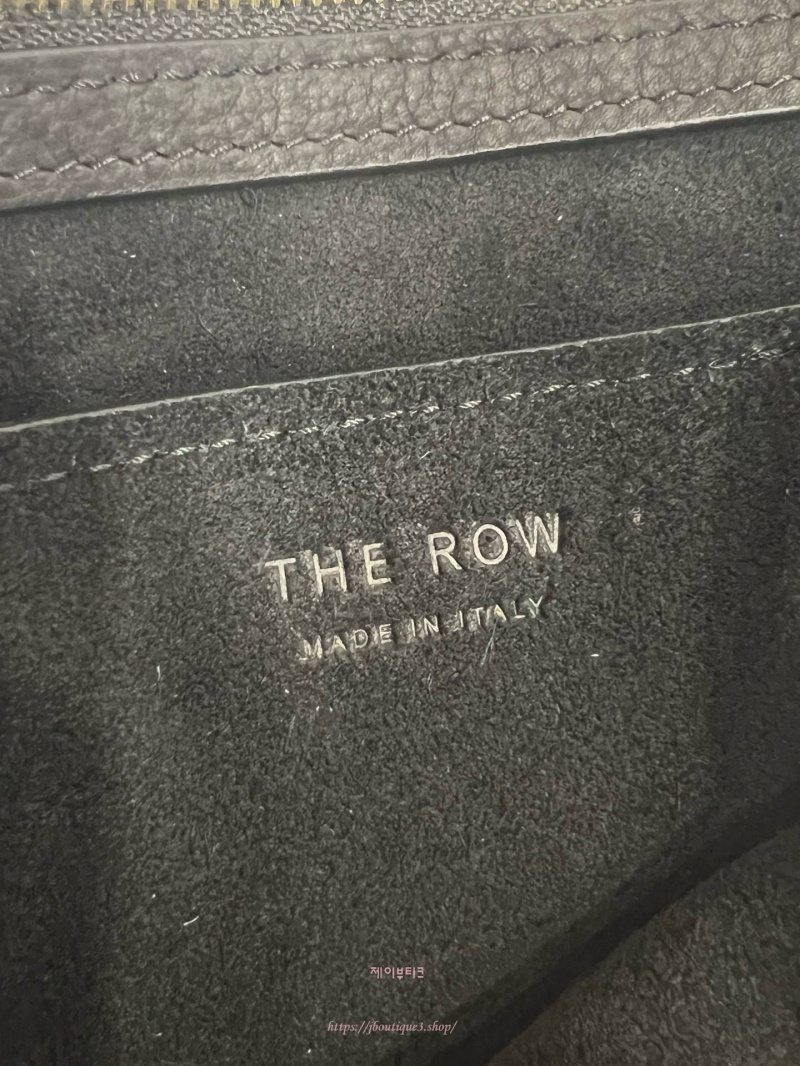 THE ROW
MADE IN ITALY
제이부티크
https://jboutique3.shop/